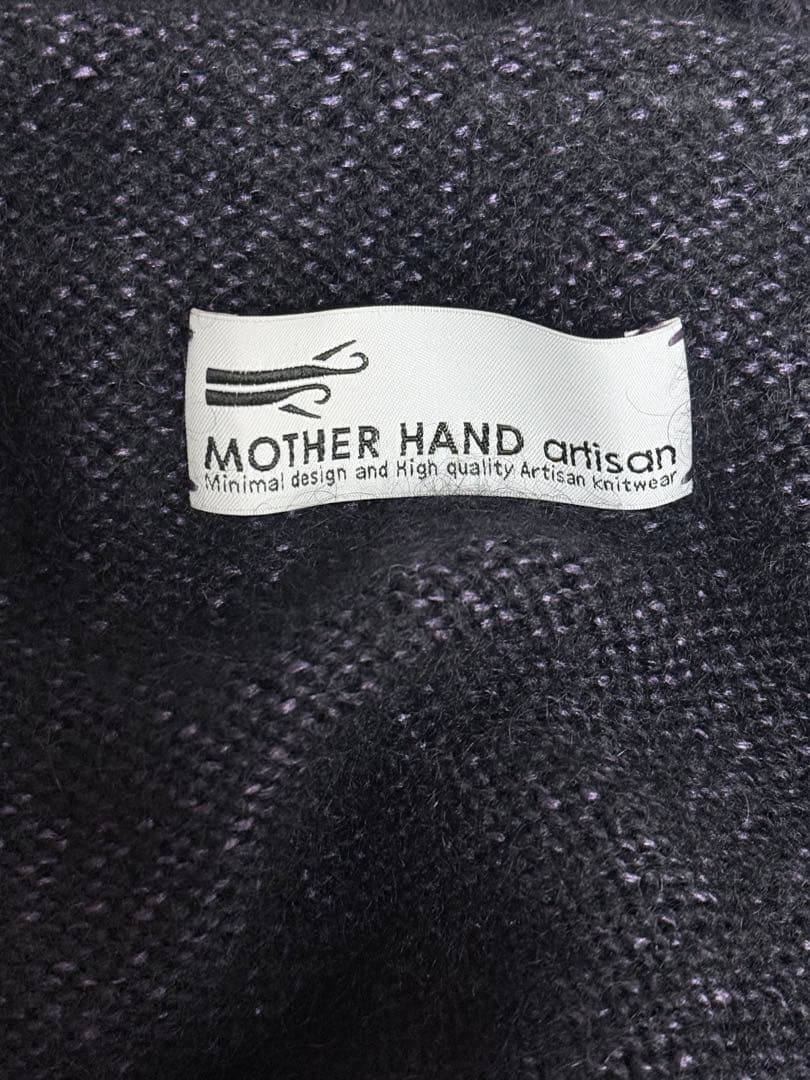 MOTHER HAND artisan
Minimal design and High quality Artisan knitwear